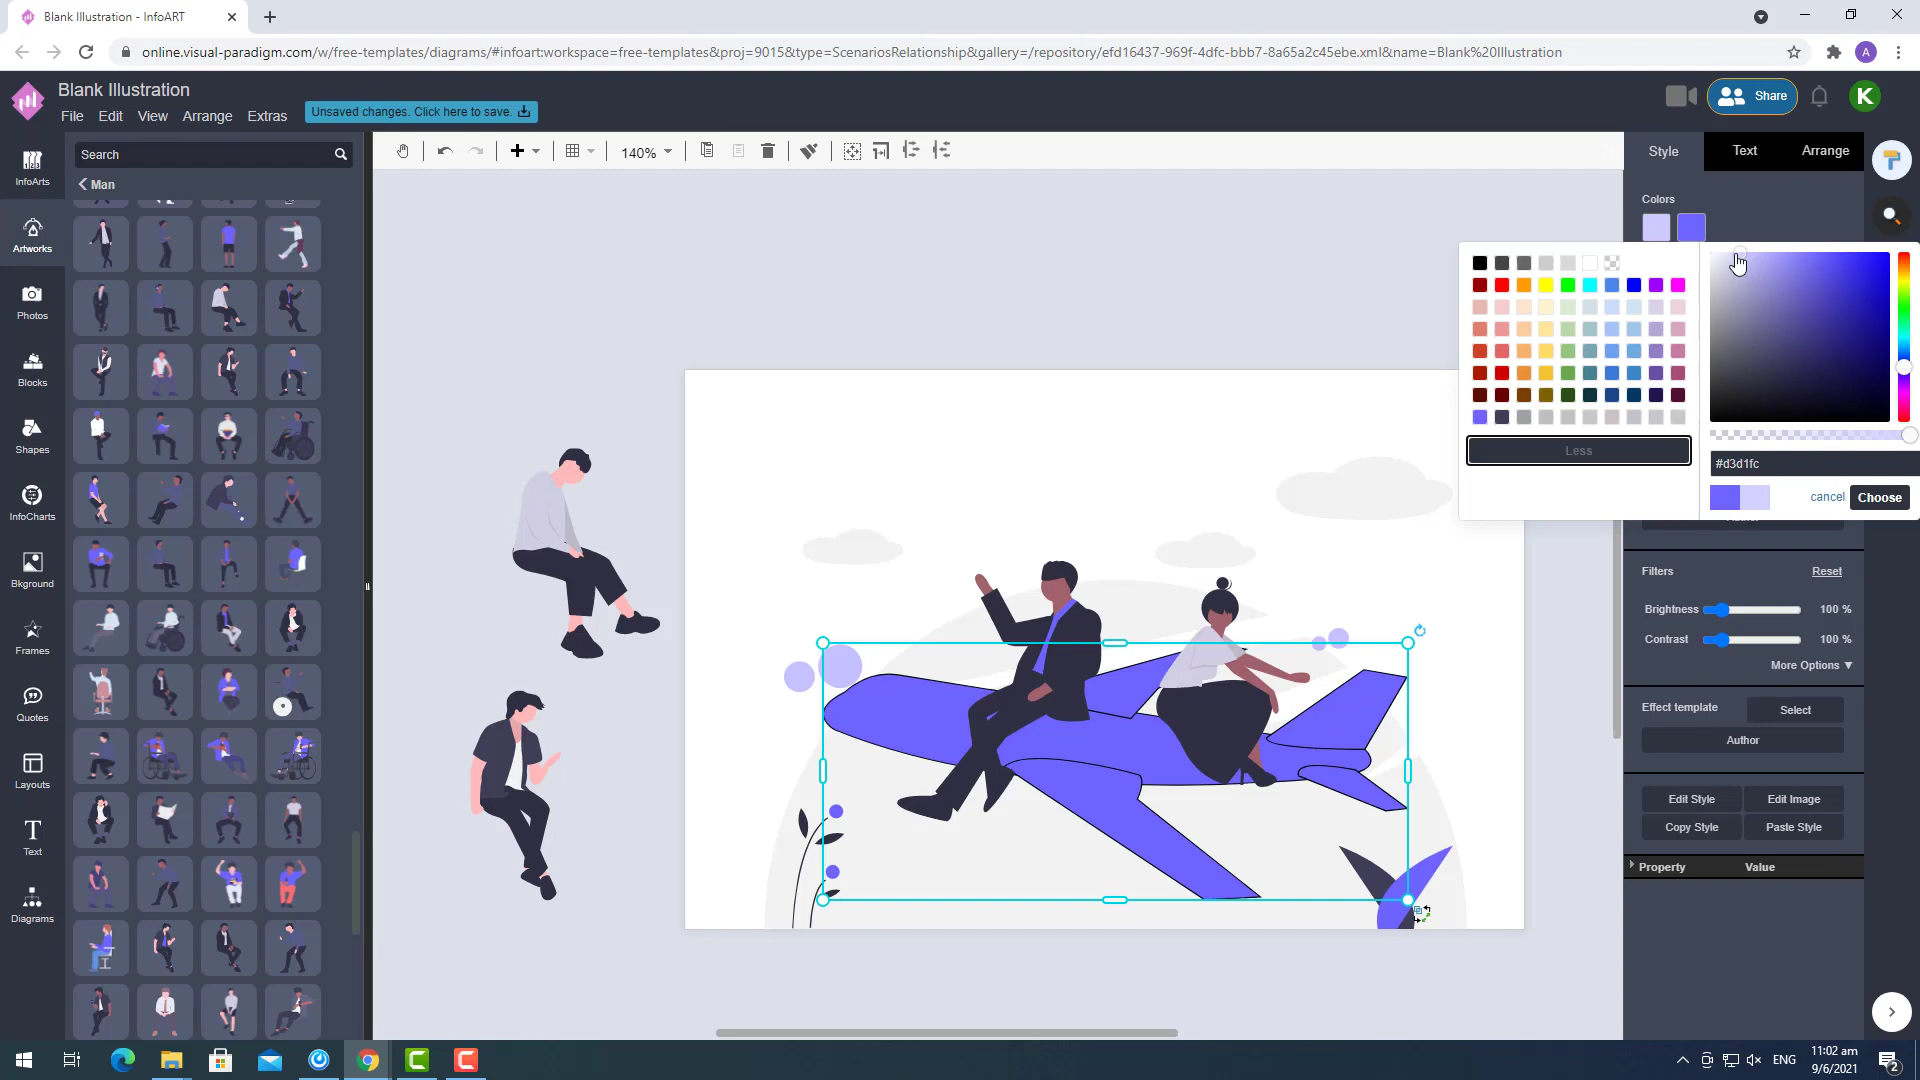 Blank Illustration - InfoART
online.visual-paradigm.com/w/free-templates/diagrams/#infoart:workspace=free-templates&proj=9015&type=ScenariosRelationship&gallery=/repository/efd16437-969f-4dfc-bbb7-8a65a2c45ebe.xml&name=Blank%20Illustration
A
Blank Illustration
File Edit View Arrange Extras
Unsaved changes. Click here to save.
Share
K
Search
Man
InfoArts
Artworks
Photos
Blocks
Shapes
InfoCharts
Bkground
Frames
Quotes
Layouts
T
Text
Diagrams
140%
Style Text Arrange
Colors
Less
#d3d1fc
cancel Choose
Filters Reset
Brightness 100 %
Contrast 100 %
More Options
Effect template Select
Author
Edit Style Edit Image
Copy Style Paste Style
Property Value
ENG
11:02 am
9/6/2021
2